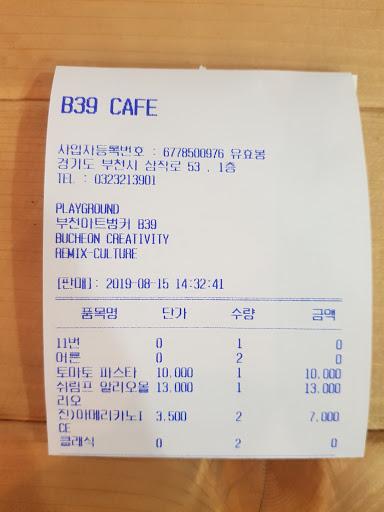 B39 CAFE
사업자등록번호 : 6778500976 유효봉
경기도 부천시 삼작로 53 , 1층
TEL : 0323213901
PLAYGROUND
부천아트벙커 B39
BUCHEON CREATIVITY
REMIX-CULTURE
[판매]: 2019-08-15 14:32:41
품목명 단가 수량 금액
11번 0 1 0
어른 0 2 0
토마토 파스타 10,000 1 10,000
쉬림프 알리오올 13,000 1 13,000
리오
진)아메리카노I 3,500 2 7,000
CE
클래식 0 2 0